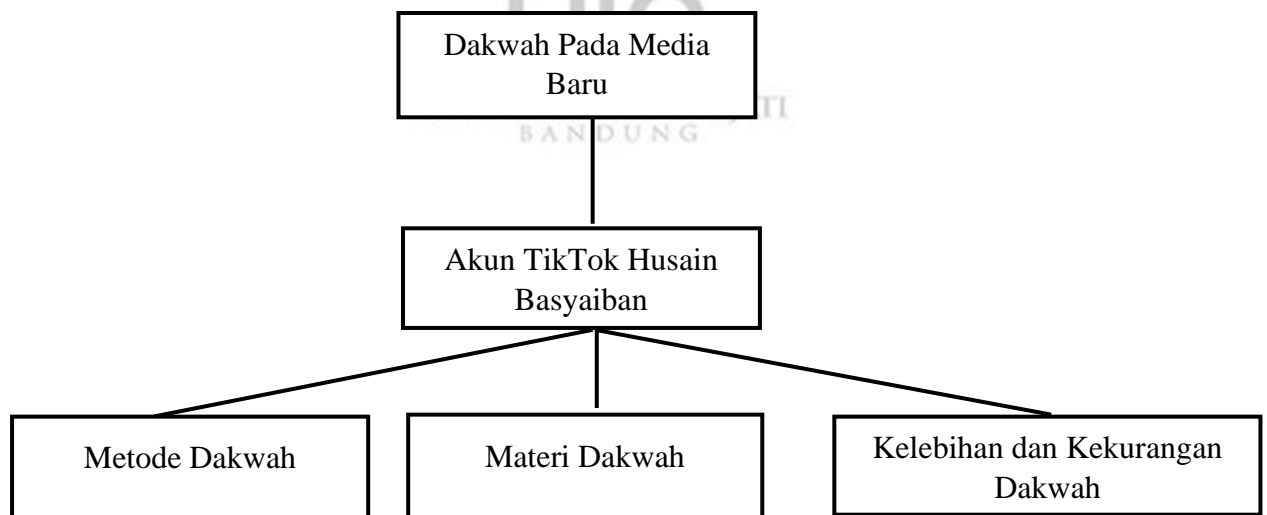 Dakwah Pada Media
Baru
BANDUNG
Akun TikTok Husain
Basyaiban
Metode Dakwah
Materi Dakwah
Kelebihan dan Kekurangan
Dakwah